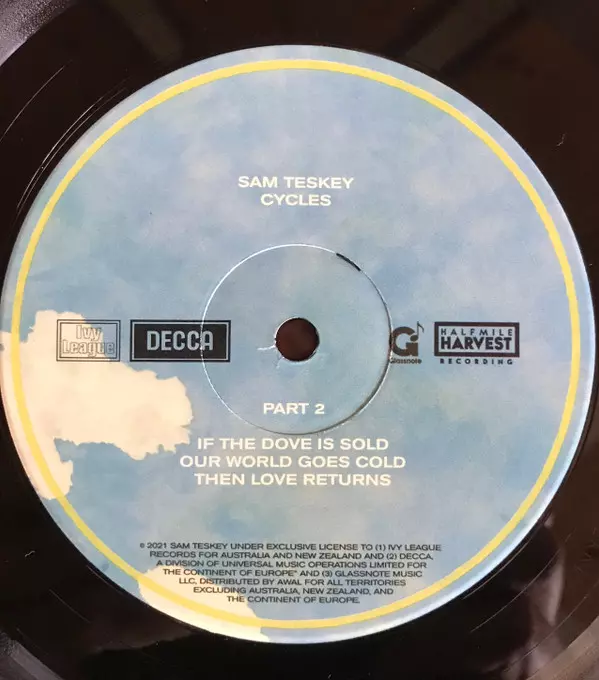 SAM TESKEY
CYCLES
Ivy
League
DECCA
G
Glassnote
HALFMILE
HARVEST
RECORDING
PART 2
IF THE DOVE IS SOLD
OUR WORLD GOES COLD
THEN LOVE RETURNS
℗ 2021 SAM TESKEY UNDER EXCLUSIVE LICENSE TO (1) IVY LEAGUE
RECORDS FOR AUSTRALIA AND NEW ZEALAND AND (2) DECCA,
A DIVISION OF UNIVERSAL MUSIC OPERATIONS LIMITED FOR
THE CONTINENT OF EUROPE" AND (3) GLASSNOTE MUSIC
LLC, DISTRIBUTED BY AWAL FOR ALL TERRITORIES
EXCLUDING AUSTRALIA, NEW ZEALAND, AND
THE CONTINENT OF EUROPE.